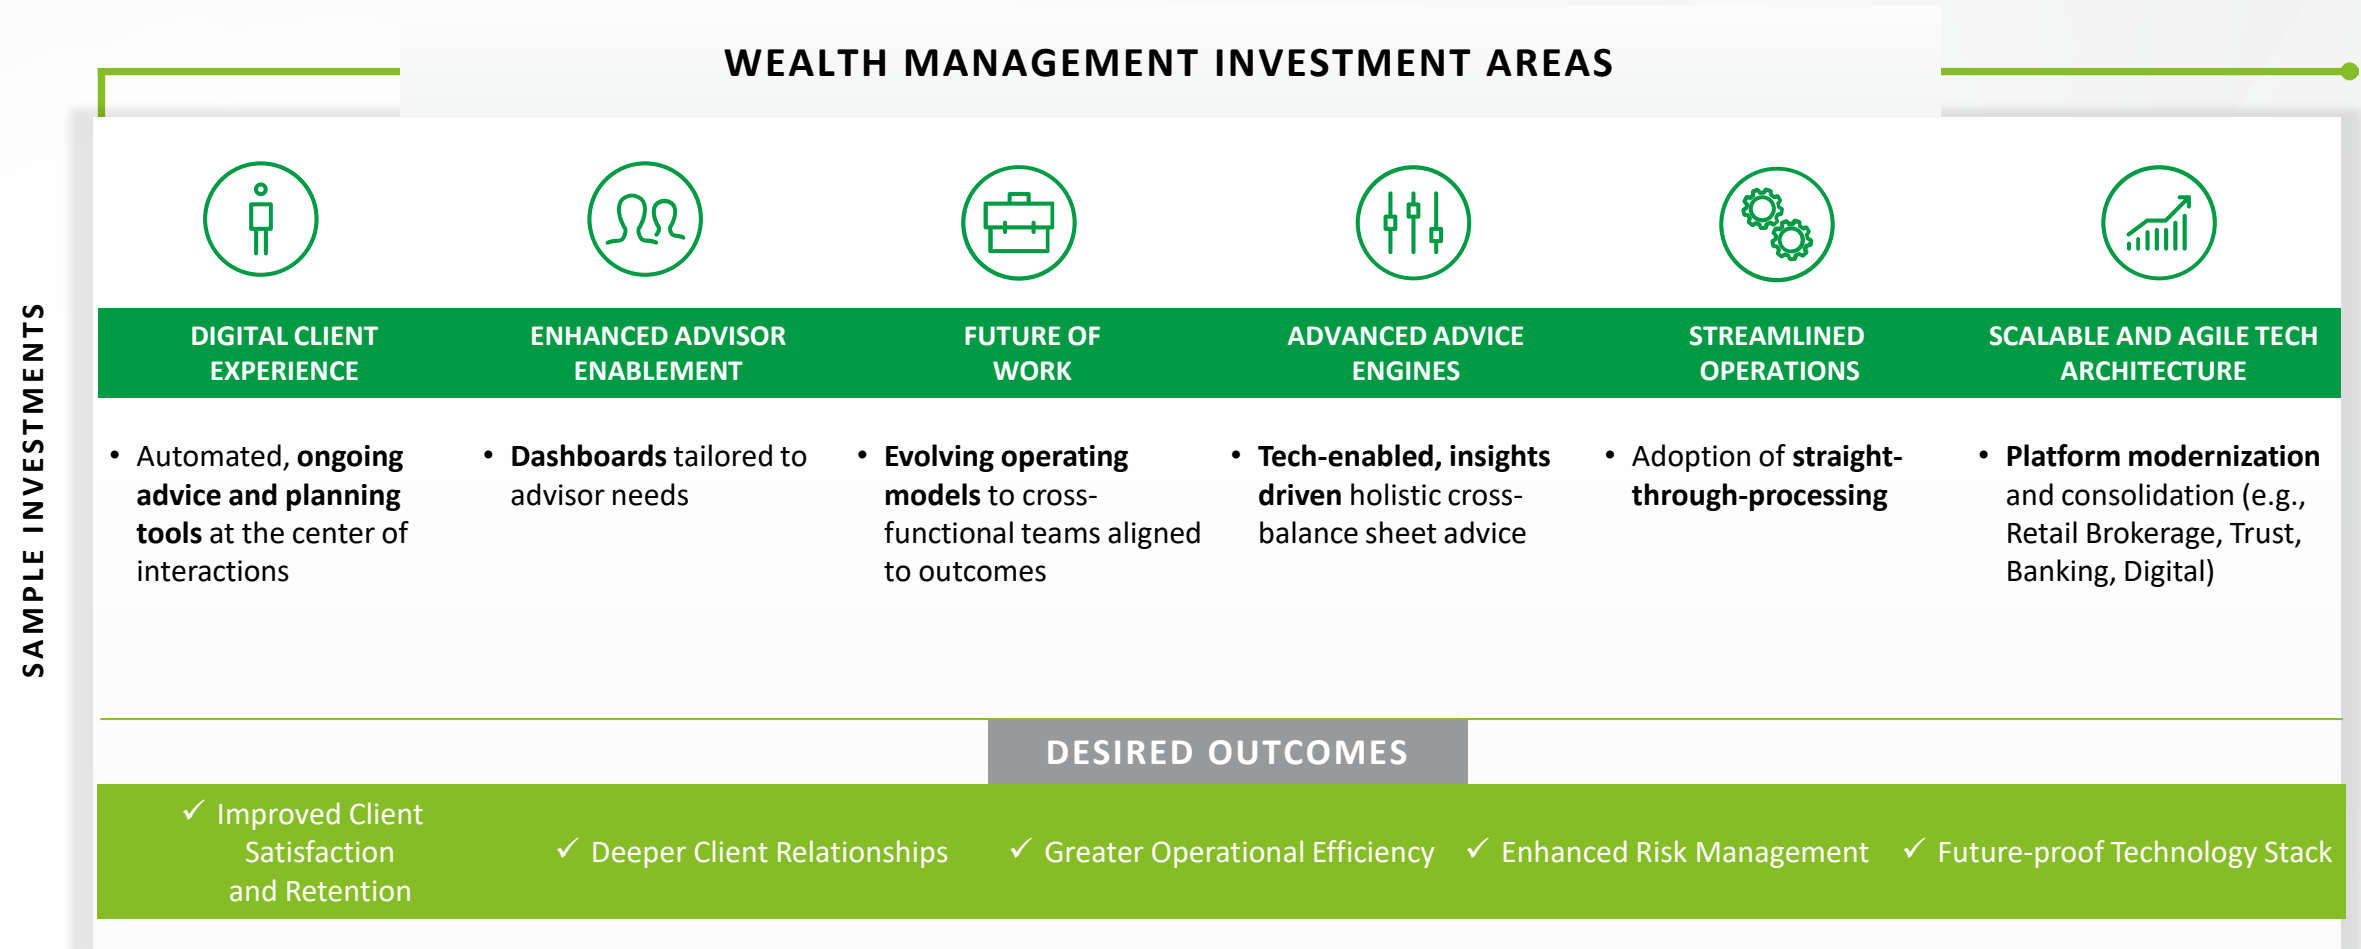 WEALTH MANAGEMENT INVESTMENT AREAS
SAMPLE INVESTMENTS
DIGITAL CLIENT
EXPERIENCE
ENHANCED ADVISOR
ENABLEMENT
FUTURE OF
WORK
ADVANCED ADVICE
ENGINES
STREAMLINED
OPERATIONS
SCALABLE AND AGILE TECH
ARCHITECTURE
• Automated, ongoing
advice and planning
tools at the center of
interactions
• Dashboards tailored to
advisor needs
• Evolving operating
models to cross-
functional teams aligned
to outcomes
• Tech-enabled, insights
driven holistic cross-
balance sheet advice
• Adoption of straight-
through-processing
• Platform modernization
and consolidation (e.g.,
Retail Brokerage, Trust,
Banking, Digital)
DESIRED OUTCOMES
✓ Improved Client
Satisfaction
and Retention
✓ Deeper Client Relationships
✓ Greater Operational Efficiency
✓ Enhanced Risk Management
✓ Future-proof Technology Stack